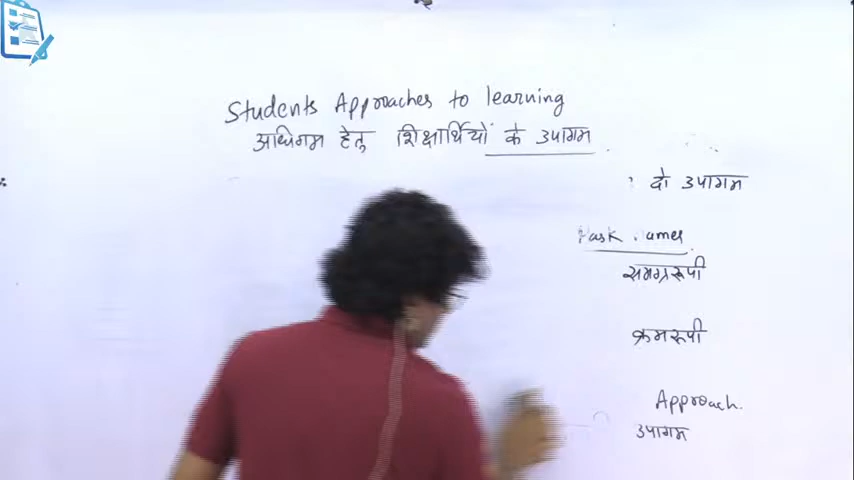 Students Approaches to learning
अधिगम हेतु शिक्षार्थियों के उपागम
दो उपागम
समग्ररूपी
क्रमरूपी
Approach.
उपागम